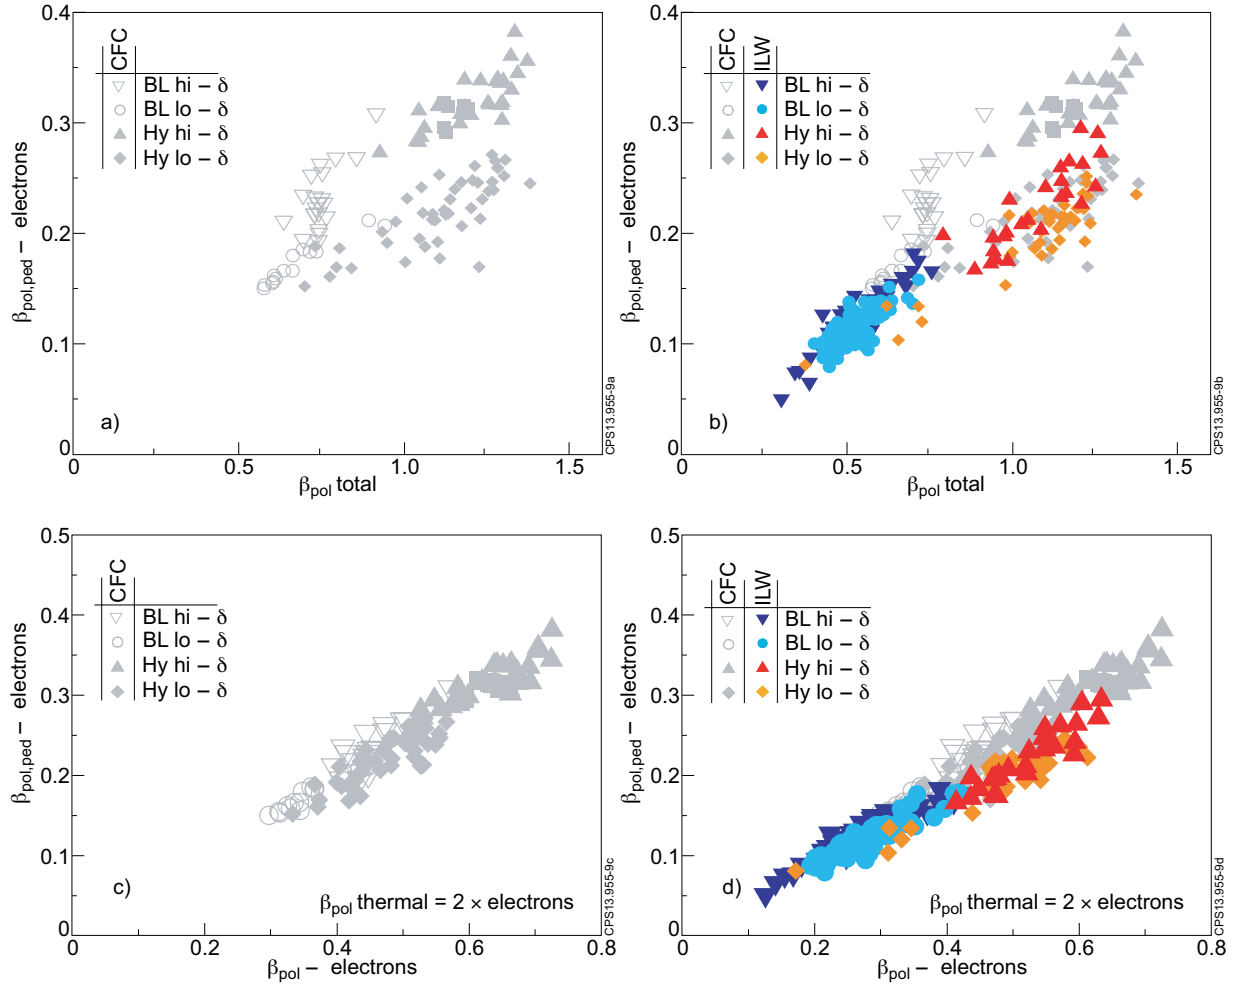 0.4
0.3
0.2
0.1
0
βpol,ped – electrons
CFC
BL hi – δ
BL lo – δ
Hy hi – δ
Hy lo – δ
a)
CPS13.955-9a
0
0.5
1.0
1.5
βpol total
0.4
0.3
0.2
0.1
0
βpol,ped – electrons
CFC
ILW
BL hi – δ
BL lo – δ
Hy hi – δ
Hy lo – δ
b)
CPS13.955-9b
0
0.5
1.0
1.5
βpol total
0.5
0.4
0.3
0.2
0.1
0
βpol,ped – electrons
CFC
BL hi – δ
BL lo – δ
Hy hi – δ
Hy lo – δ
c)
βpol thermal = 2 × electrons
CPS13.955-9c
0
0.2
0.4
0.6
0.8
βpol – electrons
0.5
0.4
0.3
0.2
0.1
0
βpol,ped – electrons
CFC
ILW
BL hi – δ
BL lo – δ
Hy hi – δ
Hy lo – δ
d)
βpol thermal = 2 × electrons
CPS13.955-9d
0
0.2
0.4
0.6
0.8
βpol – electrons